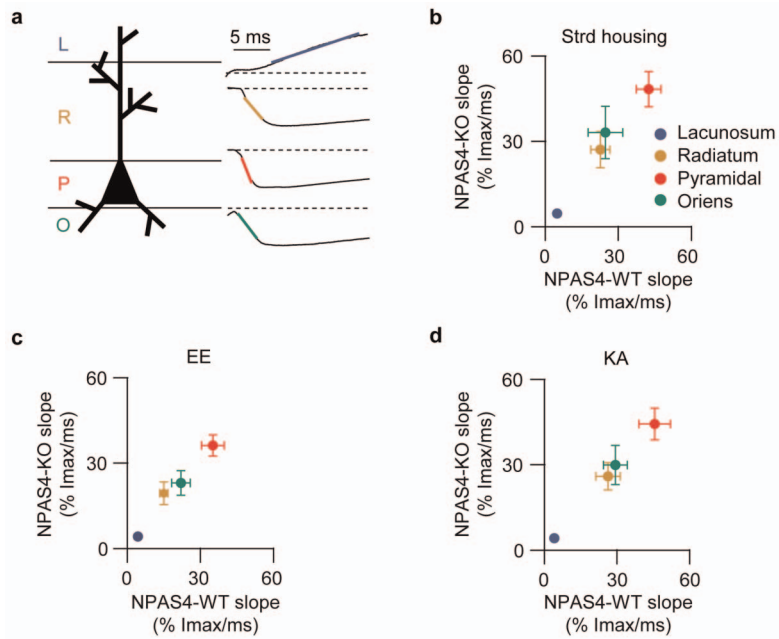 a
L
R
P
O
5 ms
b
Strd housing
NPAS4-KO slope
(% Imax/ms)
60
30
0
0 30 60
NPAS4-WT slope
(% Imax/ms)
Lacunosum
Radiatum
Pyramidal
Oriens
c
EE
NPAS4-KO slope
(% Imax/ms)
60
30
0
0 30 60
NPAS4-WT slope
(% Imax/ms)
d
KA
NPAS4-KO slope
(% Imax/ms)
60
30
0
0 30 60
NPAS4-WT slope
(% Imax/ms)